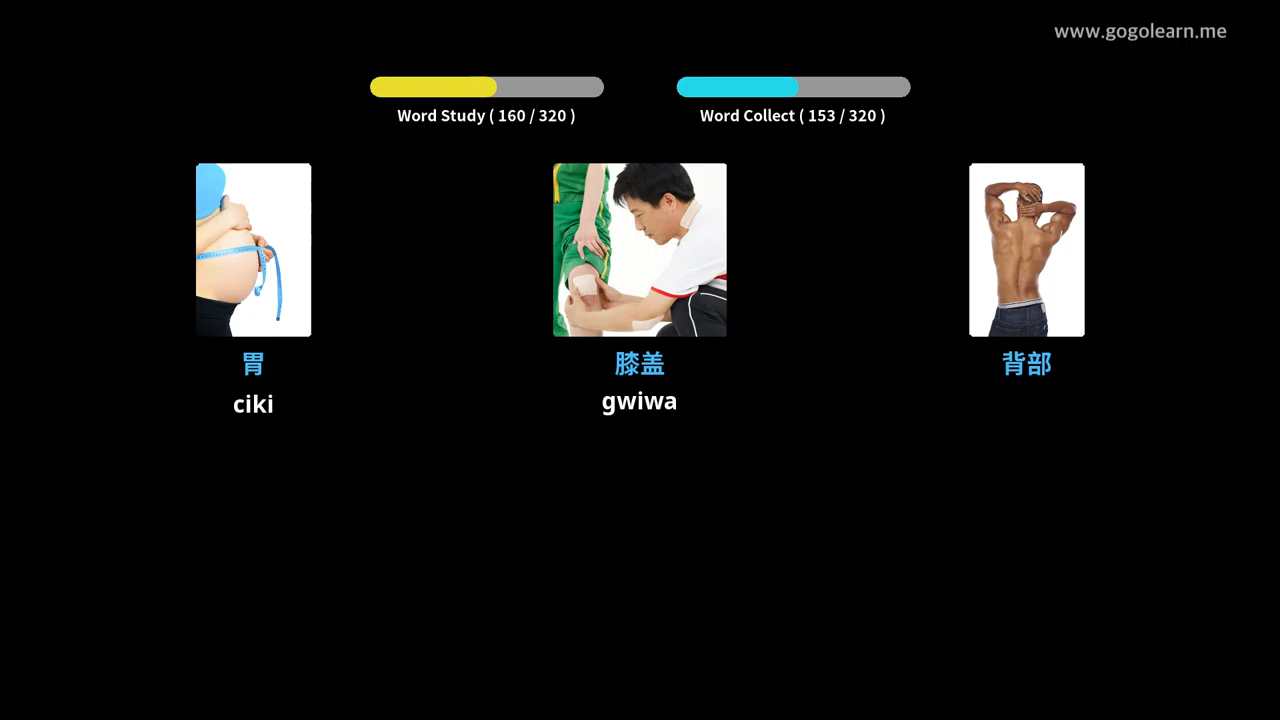 www.gogolearn.me
Word Study ( 160 / 320 )
Word Collect ( 153 / 320 )
胃
膝盖
背部
ciki
gwiwa